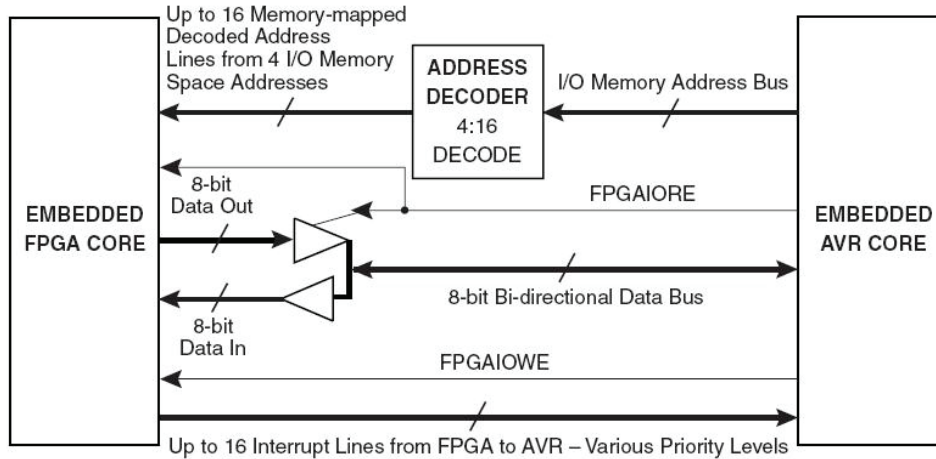 Up to 16 Memory-mapped
Decoded Address
Lines from 4 I/O Memory
Space Addresses
ADDRESS
DECODER
4:16
DECODE
I/O Memory Address Bus
8-bit
Data Out
FPGAIORE
EMBEDDED
FPGA CORE
EMBEDDED
AVR CORE
8-bit Bi-directional Data Bus
8-bit
Data In
FPGAIOWE
Up to 16 Interrupt Lines from FPGA to AVR – Various Priority Levels